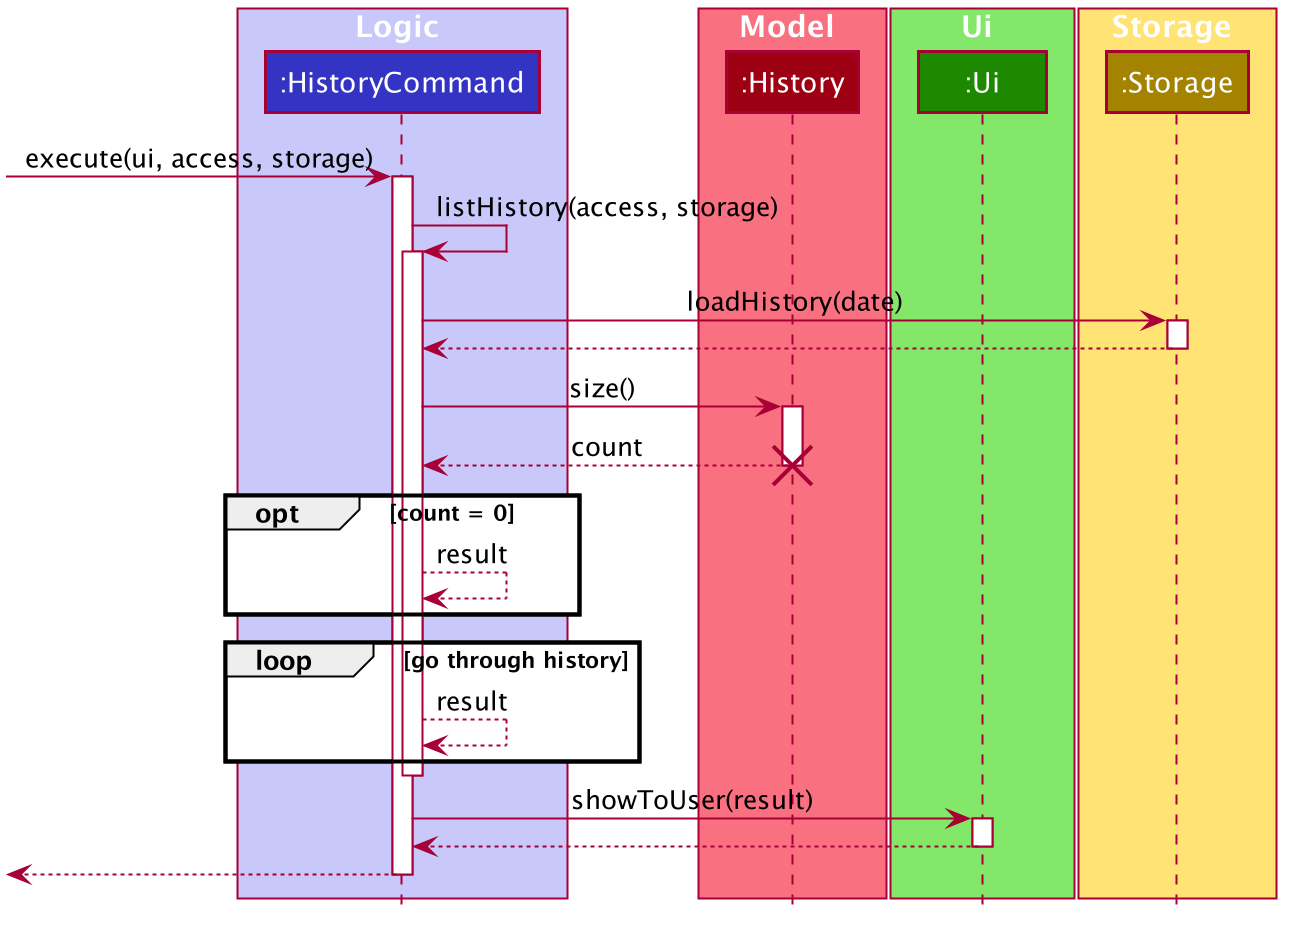 Logic
Model
Ui
Storage
:HistoryCommand
:History
:Ui
:Storage
execute(ui, access, storage)
listHistory(access, storage)
loadHistory(date)
size()
count
opt
[count = 0]
result
loop
[go through history]
result
showToUser(result)